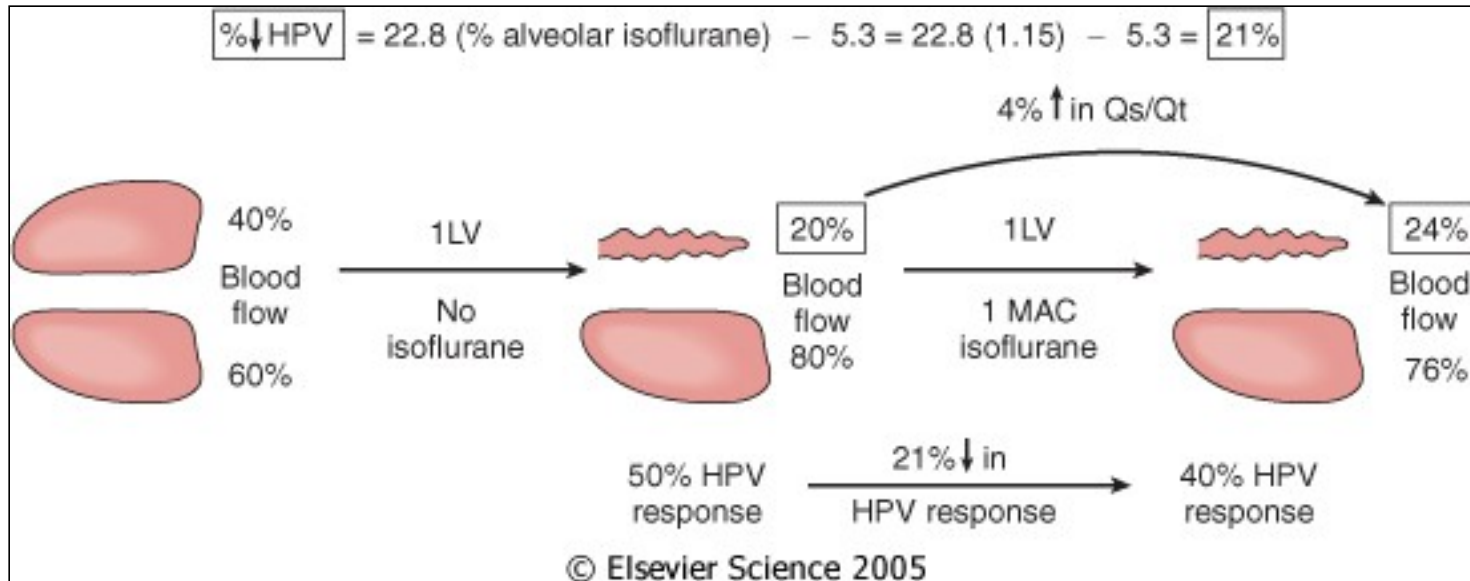 %↓HPV = 22.8 (% alveolar isoflurane) – 5.3 = 22.8 (1.15) – 5.3 = 21%
4% ↑ in Qs/Qt
40%
Blood
flow
60%
1LV
No
isoflurane
20%
Blood
flow
80%
1LV
1 MAC
isoflurane
24%
Blood
flow
76%
50% HPV
response
21% ↓ in
HPV response
40% HPV
response
© Elsevier Science 2005